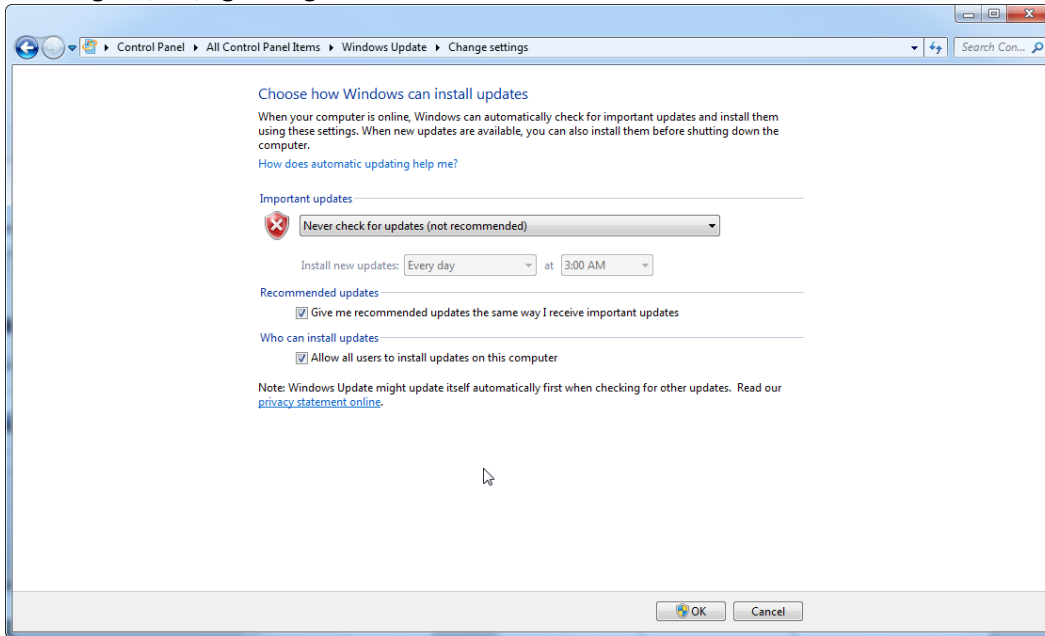 Control Panel ▸ All Control Panel Items ▸ Windows Update ▸ Change settings
Search Con...
Choose how Windows can install updates
When your computer is online, Windows can automatically check for important updates and install them
using these settings. When new updates are available, you can also install them before shutting down the
computer.
How does automatic updating help me?
Important updates
Never check for updates (not recommended)
Install new updates: Every day at 3:00 AM
Recommended updates
Give me recommended updates the same way I receive important updates
Who can install updates
Allow all users to install updates on this computer
Note: Windows Update might update itself automatically first when checking for other updates. Read our
privacy statement online.
OK Cancel